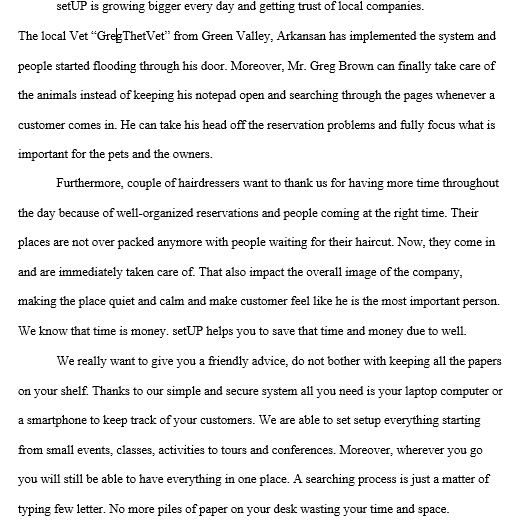 setUP is growing bigger every day and getting trust of local companies.
The local Vet “GregThetVet” from Green Valley, Arkansan has implemented the system and
people started flooding through his door. Moreover, Mr. Greg Brown can finally take care of
the animals instead of keeping his notepad open and searching through the pages whenever a
customer comes in. He can take his head off the reservation problems and fully focus what is
important for the pets and the owners.
Furthermore, couple of hairdressers want to thank us for having more time throughout
the day because of well-organized reservations and people coming at the right time. Their
places are not over packed anymore with people waiting for their haircut. Now, they come in
and are immediately taken care of. That also impact the overall image of the company,
making the place quiet and calm and make customer feel like he is the most important person.
We know that time is money. setUP helps you to save that time and money due to well.
We really want to give you a friendly advice, do not bother with keeping all the papers
on your shelf. Thanks to our simple and secure system all you need is your laptop computer or
a smartphone to keep track of your customers. We are able to set setup everything starting
from small events, classes, activities to tours and conferences. Moreover, wherever you go
you will still be able to have everything in one place. A searching process is just a matter of
typing few letter. No more piles of paper on your desk wasting your time and space.